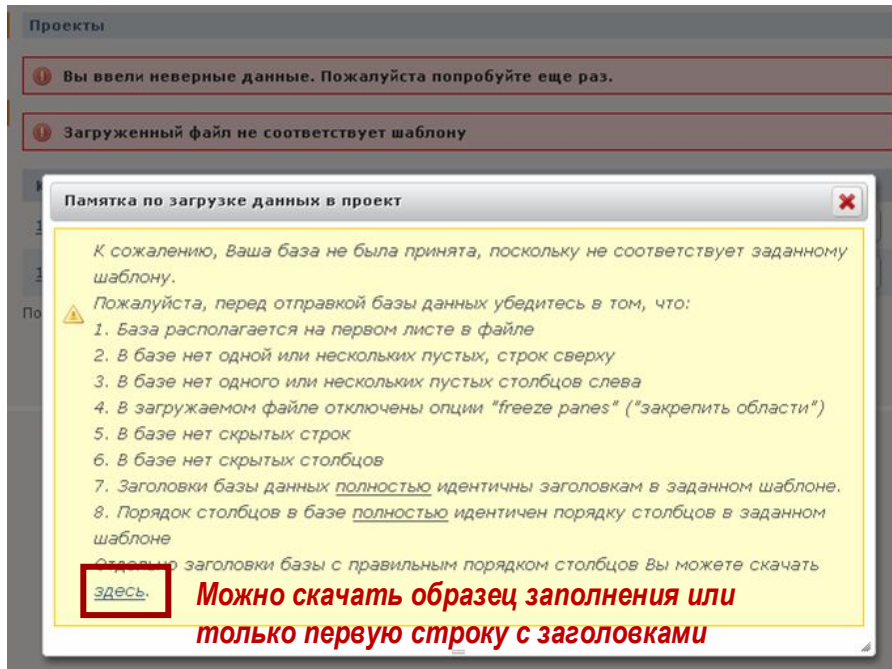 Проекты
Вы ввели неверные данные. Пожалуйста попробуйте еще раз.
Загруженный файл не соответствует шаблону
Памятка по загрузке данных в проект
К сожалению, Ваша база не была принята, поскольку не соответствует заданному
шаблону.
Пожалуйста, перед отправкой базы данных убедитесь в том, что:
1. База располагается на первом листе в файле
2. В базе нет одной или нескольких пустых, строк сверху
3. В базе нет одного или нескольких пустых столбцов слева
4. В загружаемом файле отключены опции "freeze panes" ("закрепить области")
5. В базе нет скрытых строк
6. В базе нет скрытых столбцов
7. Заголовки базы данных полностью идентичны заголовкам в заданном шаблоне.
8. Порядок столбцов в базе полностью идентичен порядку столбцов в заданном
шаблоне
Отдельно заголовки базы с правильным порядком столбцов Вы можете скачать
здесь.
Можно скачать образец заполнения или
только первую строку с заголовками